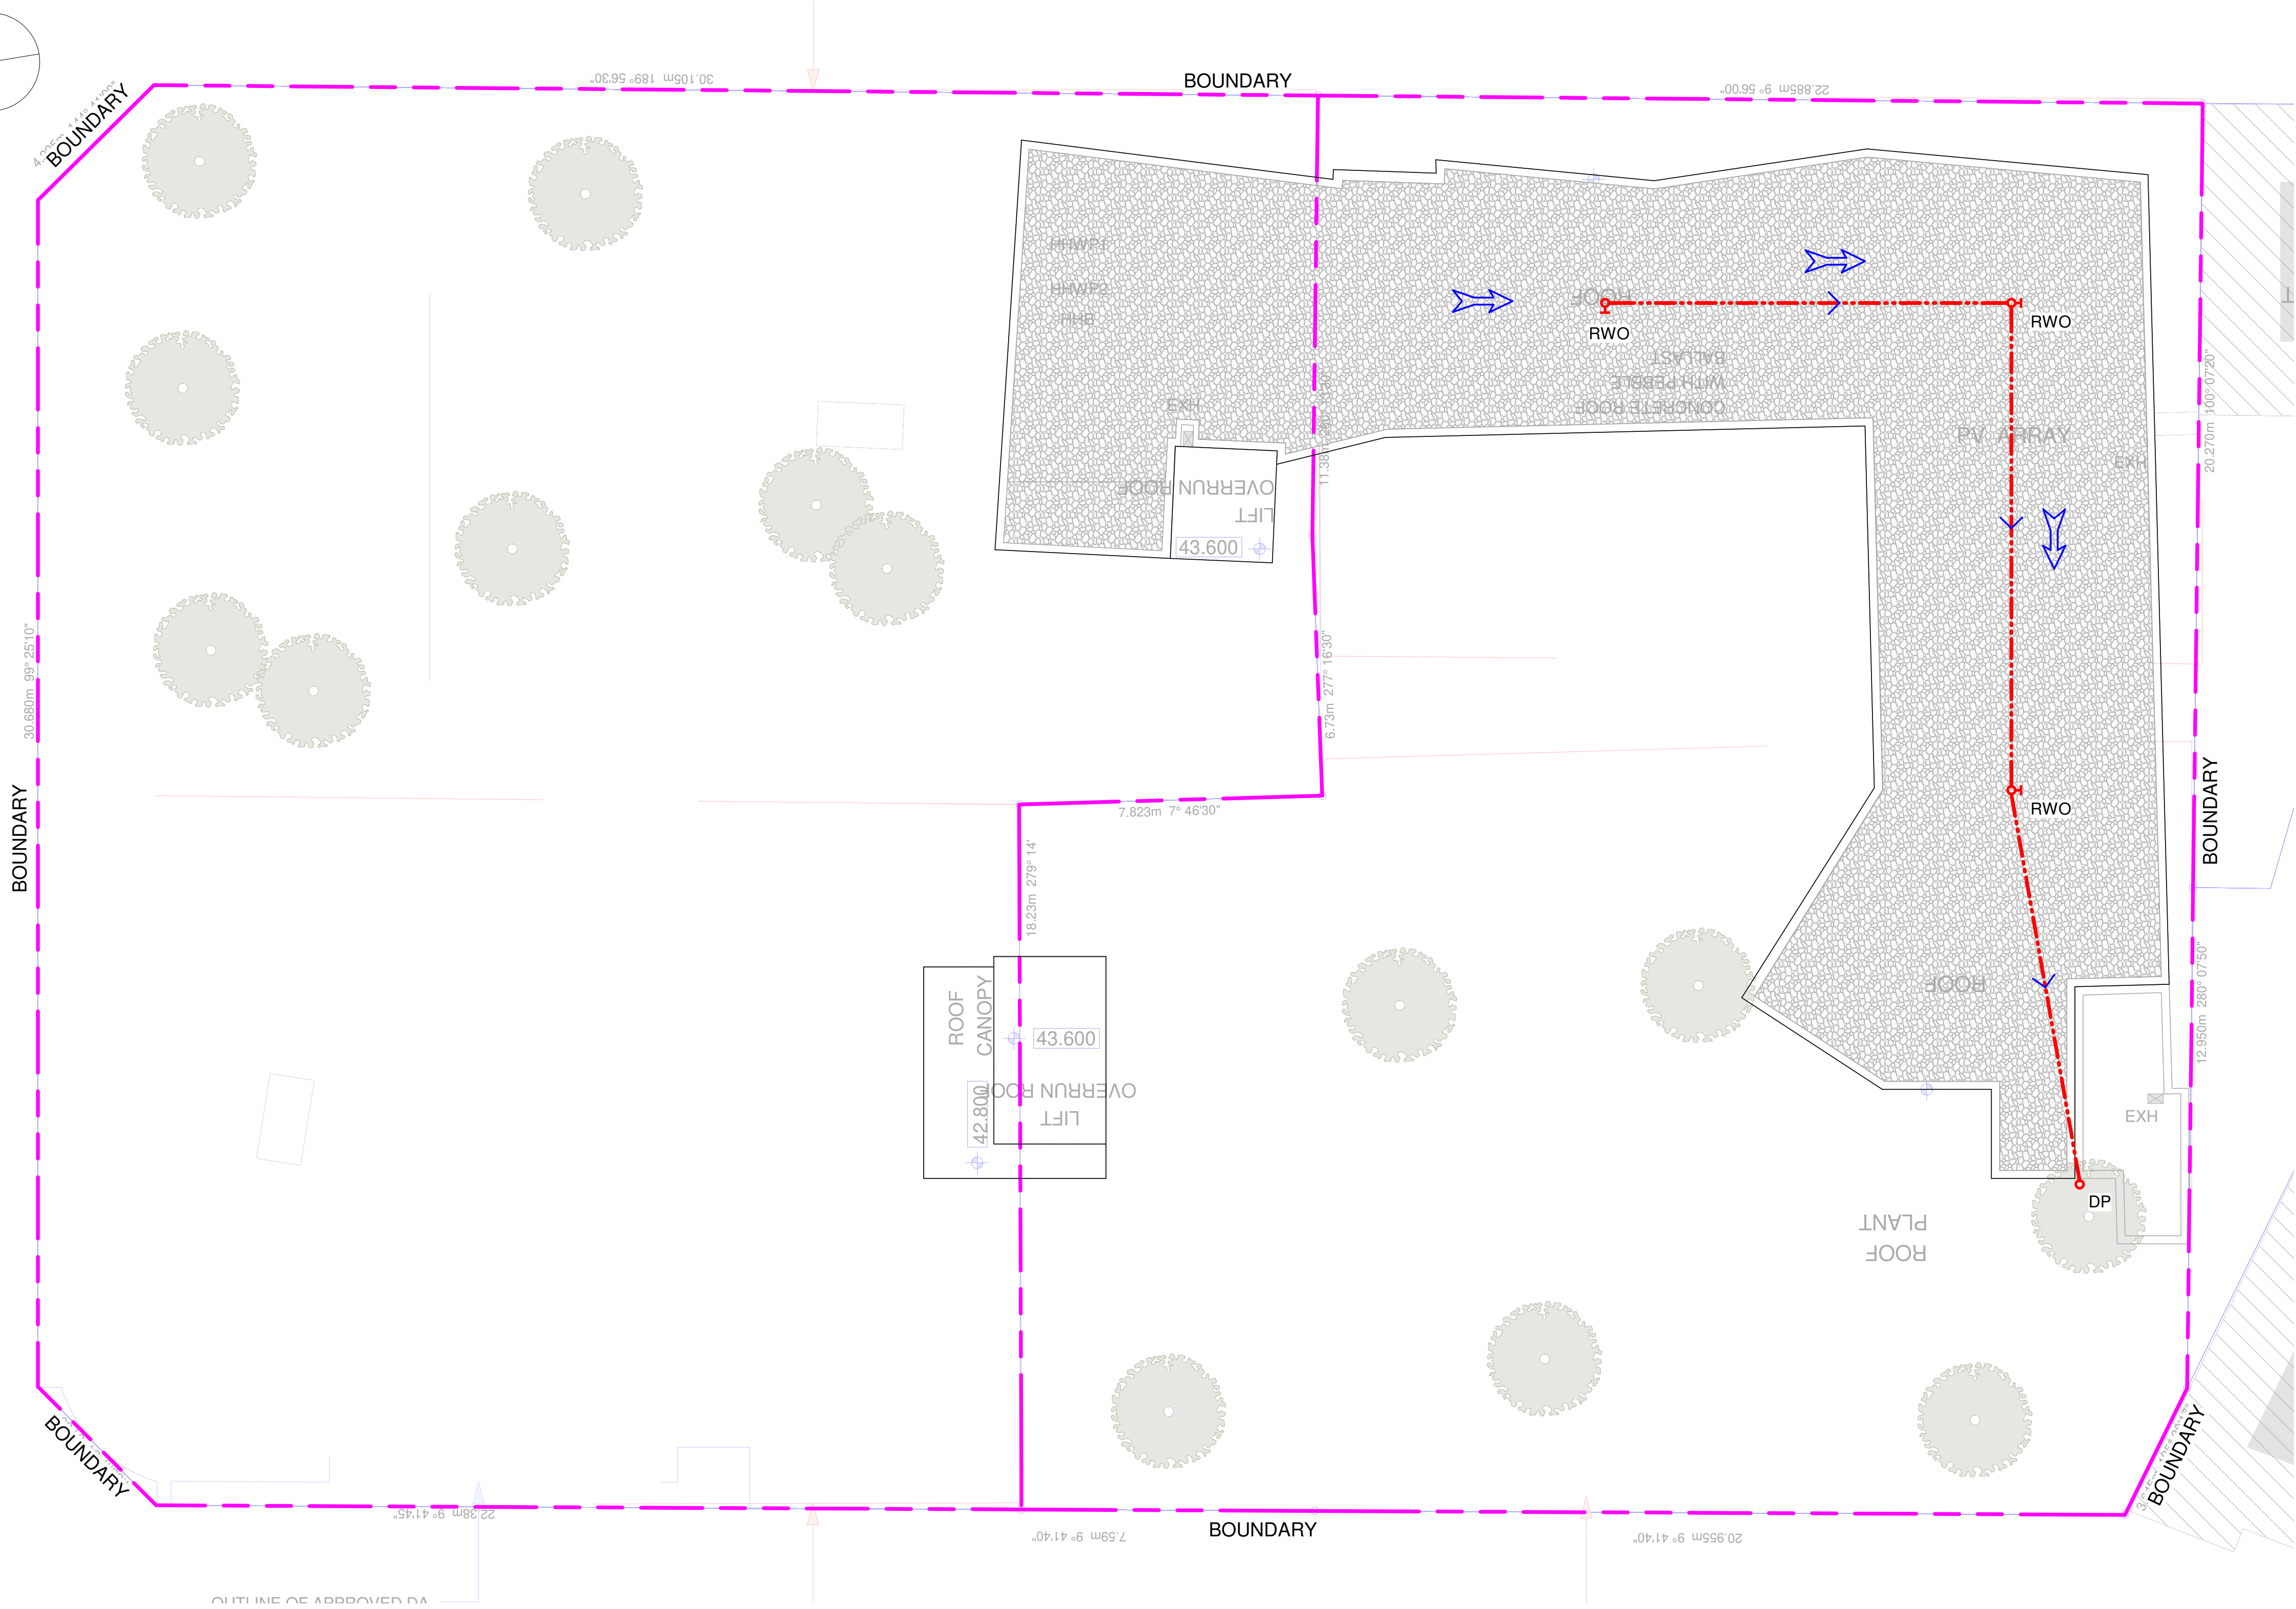 BOUNDARY
30.105m 189° 56'30"
BOUNDARY
22.885m 9° 56'00"
HHWP1
HHWP2
HHB
EXH
LIFT
OVERRUN ROOF
43.600
ROOF
RWO
RWO
CONCRETE ROOF
WITH PEBBLE
BALLAST
PV ARRAY
EXH
20.270m 100° 07'20"
6.73m 277° 16'30"
30.680m 99° 25'10"
BOUNDARY
7.823m 7° 46'30"
18.23m 279° 14'
RWO
BOUNDARY
12.950m 280° 07'50"
ROOF
CANOPY
ROOF
43.600
42.800
LIFT
OVERRUN ROOF
EXH
DP
ROOF
PLANT
BOUNDARY
BOUNDARY
22.38m 9° 41'45"
7.59m 9° 41'40"
BOUNDARY
20.955m 9° 41'40"
OUTLINE OF APPROVED DA